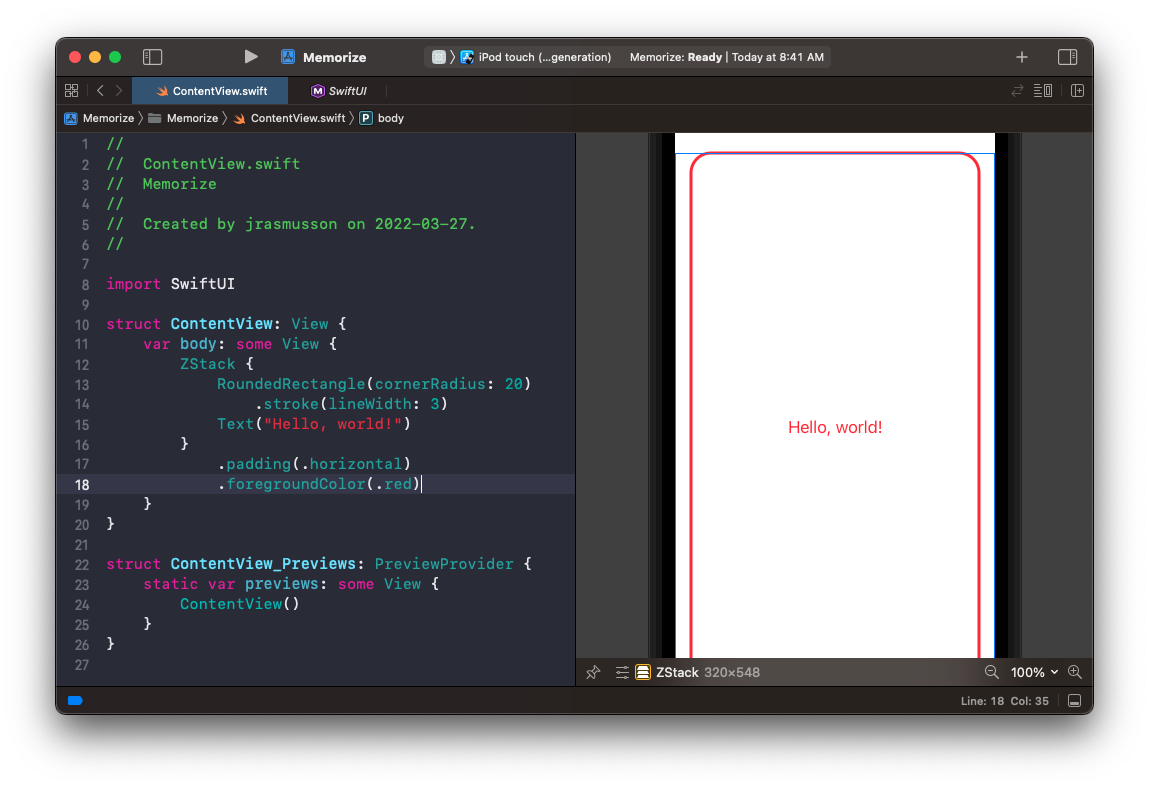 Memorize
iPod touch (...generation) Memorize: Ready | Today at 8:41 AM
ContentView.swift
M SwiftUI
Memorize Memorize ContentView.swift P body
1 //
2 //  ContentView.swift
3 //  Memorize
4 //
5 //  Created by jrasmusson on 2022-03-27.
6 //
7
8 import SwiftUI
9
10 struct ContentView: View {
11     var body: some View {
12         ZStack {
13             RoundedRectangle(cornerRadius: 20)
14                 .stroke(lineWidth: 3)
15             Text("Hello, world!")
16         }
17             .padding(.horizontal)
18             .foregroundColor(.red)
19     }
20 }
21
22 struct ContentView_Previews: PreviewProvider {
23     static var previews: some View {
24         ContentView()
25     }
26 }
27
Hello, world!
ZStack 320×548
100%
Line: 18 Col: 35